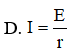 D. I = E/r